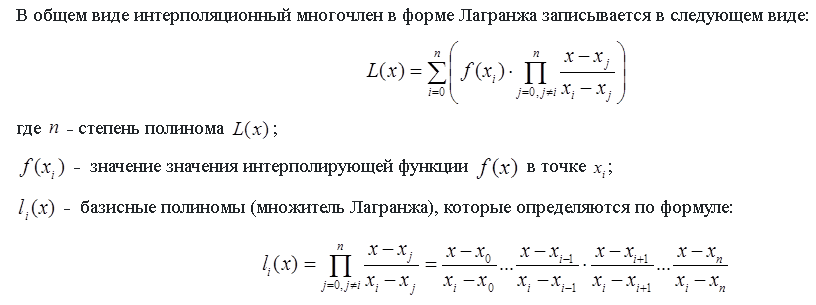 В общем виде интерполяционный многочлен в форме Лагранжа записывается в следующем виде:
L(x) = \sum_{i=0}^{n} \left( f(x_i) \cdot \prod_{j=0, j \neq i}^{n} \frac{x - x_j}{x_i - x_j} \right)
где n – степень полинома L(x);
f(x_i) – значение значения интерполирующей функции f(x) в точке x_i;
l_i(x) – базисные полиномы (множитель Лагранжа), которые определяются по формуле:
l_i(x) = \prod_{j=0, j \neq i}^{n} \frac{x - x_j}{x_i - x_j} = \frac{x - x_0}{x_i - x_0} ... \frac{x - x_{i-1}}{x_i - x_{i-1}} \cdot \frac{x - x_{i+1}}{x_i - x_{i+1}} ... \frac{x - x_n}{x_i - x_n}